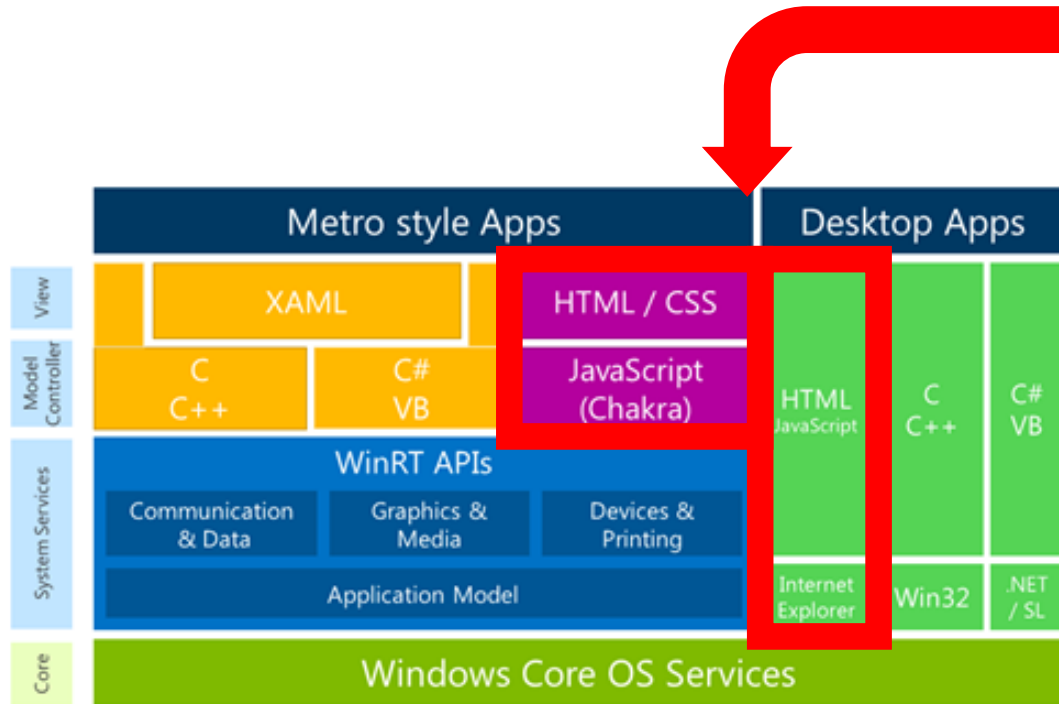 Metro style Apps
Desktop Apps
View
XAML
HTML / CSS
Model
Controller
C
C++
C#
VB
JavaScript
(Chakra)
HTML
JavaScript
C
C++
C#
VB
System Services
WinRT APIs
Communication
& Data
Graphics &
Media
Devices &
Printing
Application Model
Internet
Explorer
Win32
.NET
/ SL
Core
Windows Core OS Services